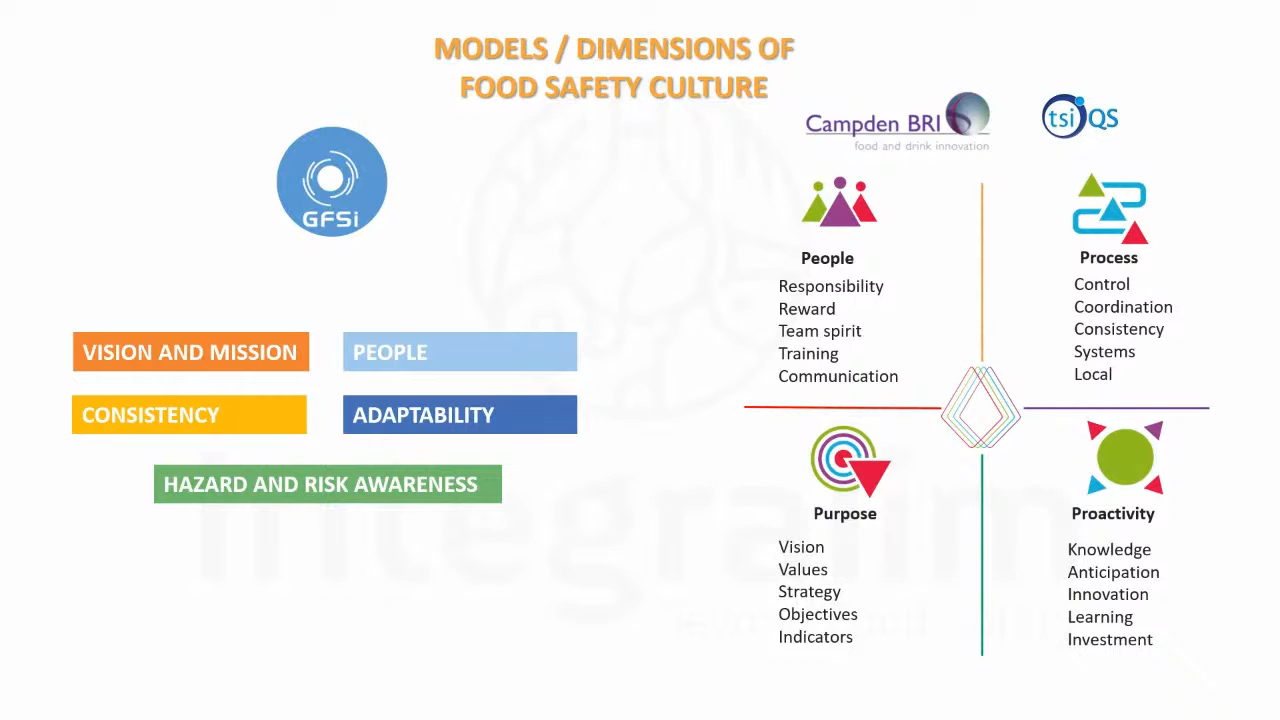 MODELS / DIMENSIONS OF
FOOD SAFETY CULTURE
GFSi
VISION AND MISSION
PEOPLE
CONSISTENCY
ADAPTABILITY
HAZARD AND RISK AWARENESS
Campden BRI
food and drink innovation
tsi QS
People
Responsibility
Reward
Team spirit
Training
Communication
Process
Control
Coordination
Consistency
Systems
Local
Purpose
Vision
Values
Strategy
Objectives
Indicators
Proactivity
Knowledge
Anticipation
Innovation
Learning
Investment